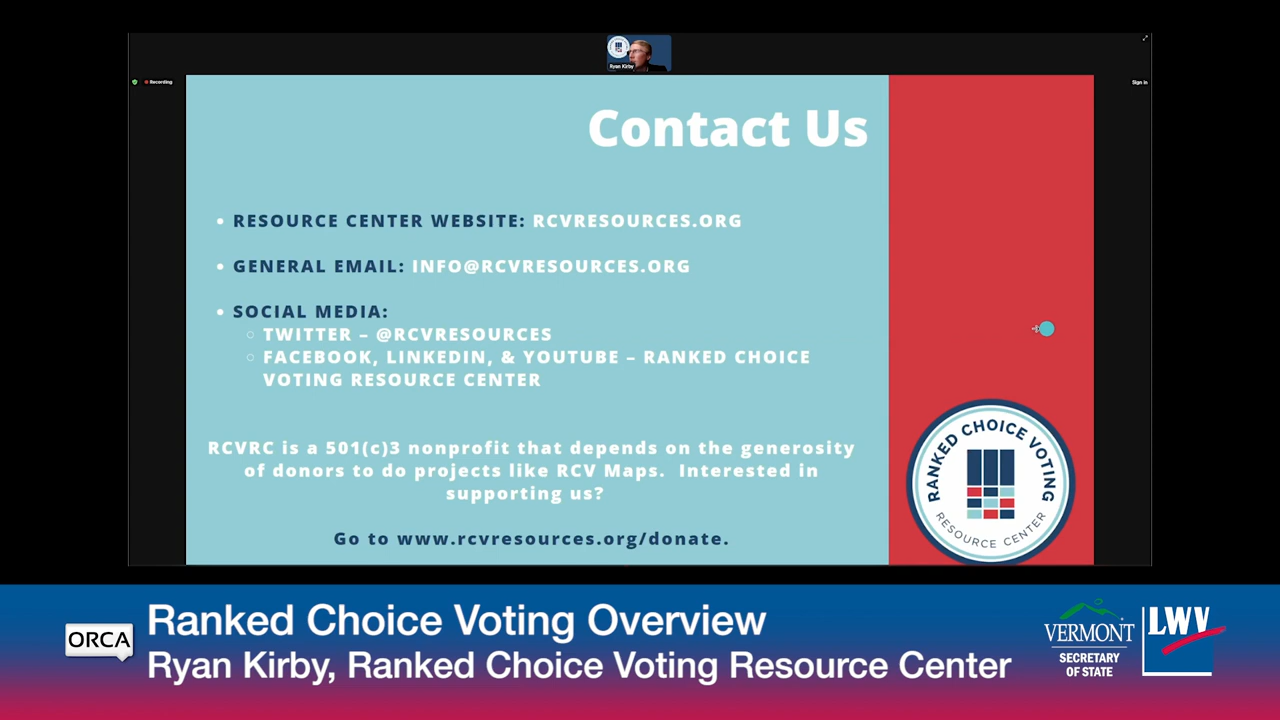 Ryan Kirby
Recording
Sign in
Contact Us
• RESOURCE CENTER WEBSITE: RCVRESOURCES.ORG
• GENERAL EMAIL: INFO@RCVRESOURCES.ORG
• SOCIAL MEDIA:
○ TWITTER – @RCVRESOURCES
○ FACEBOOK, LINKEDIN, & YOUTUBE – RANKED CHOICE
VOTING RESOURCE CENTER
RCVRC is a 501(c)3 nonprofit that depends on the generosity
of donors to do projects like RCV Maps. Interested in
supporting us?
Go to www.rcvresources.org/donate.
RANKED CHOICE VOTING
RESOURCE CENTER
ORCA
Ranked Choice Voting Overview
Ryan Kirby, Ranked Choice Voting Resource Center
VERMONT
SECRETARY
OF STATE
LWV